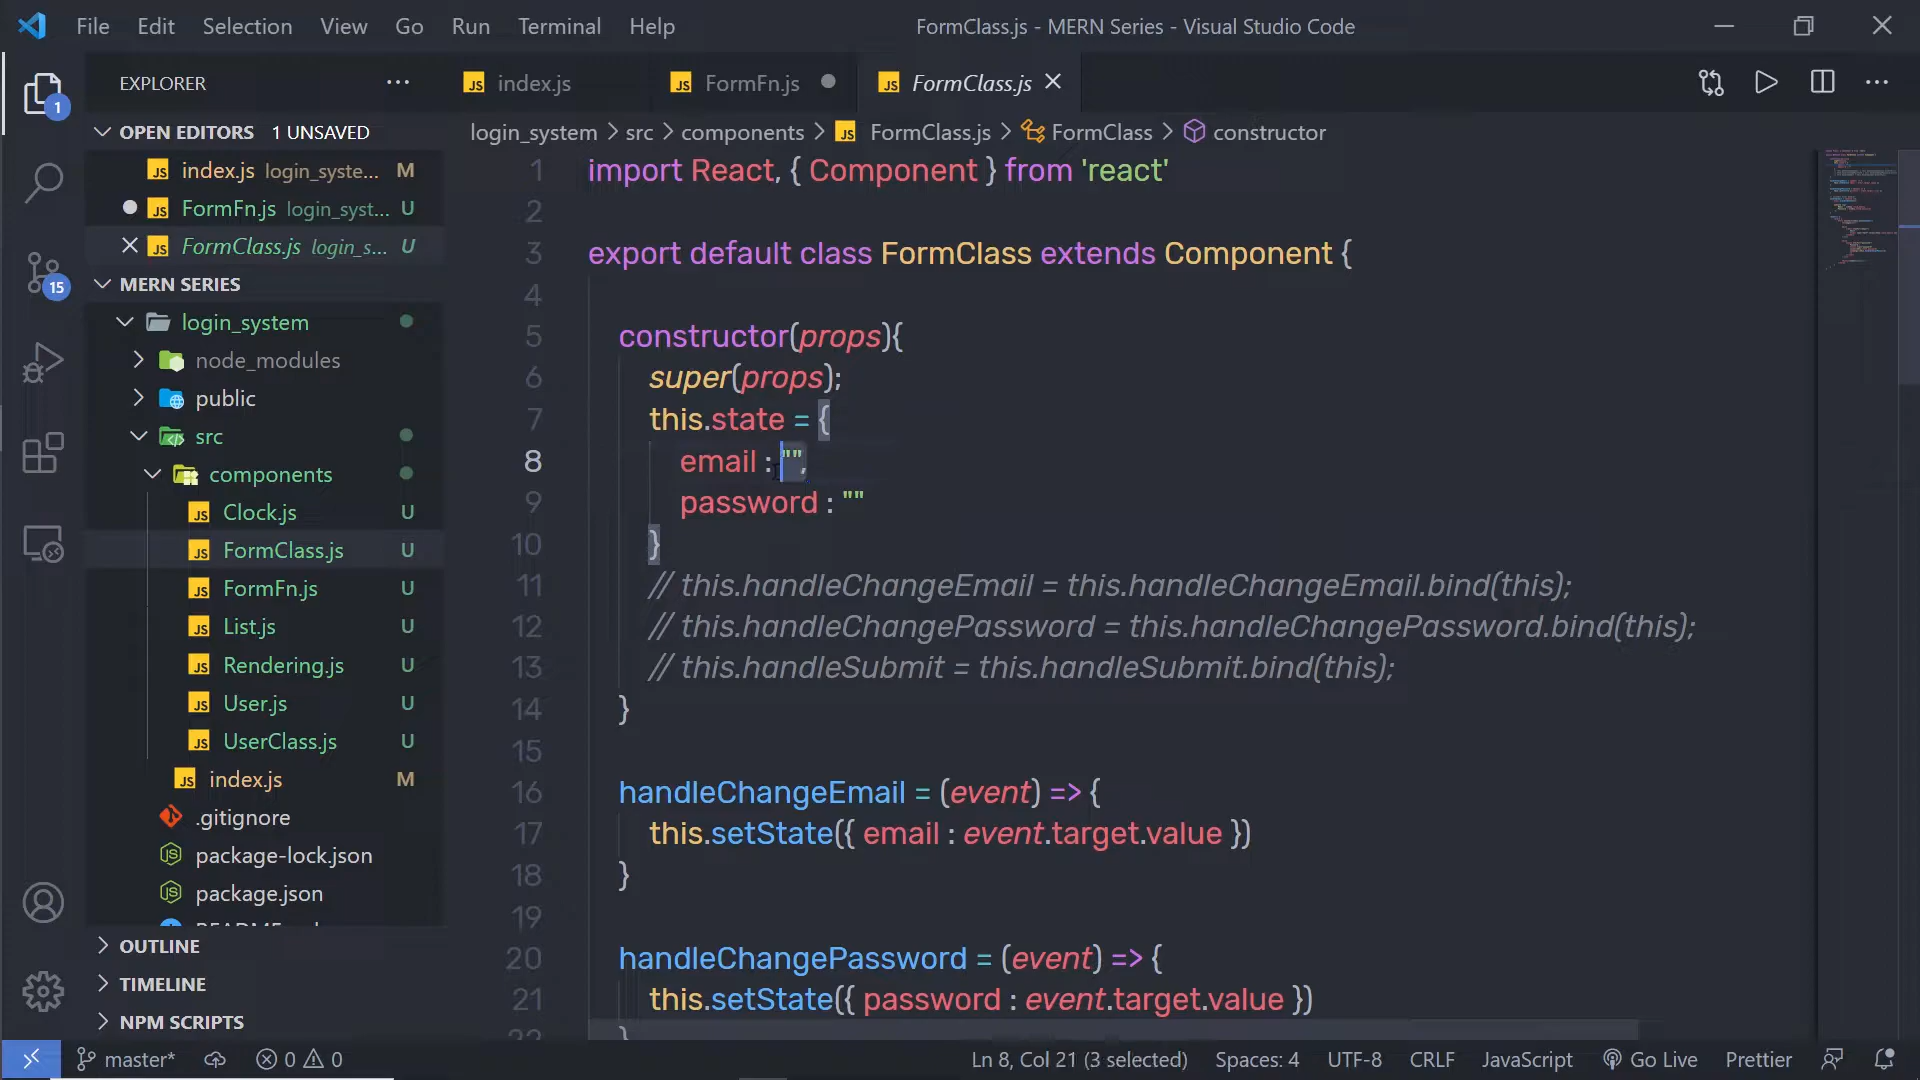 File Edit Selection View Go Run Terminal Help
FormClass.js - MERN Series - Visual Studio Code
EXPLORER
index.js
FormFn.js
FormClass.js
OPEN EDITORS 1 UNSAVED
index.js login_syste... M
FormFn.js login_syst... U
FormClass.js login_s... U
MERN SERIES
login_system
node_modules
public
src
components
Clock.js U
FormClass.js U
FormFn.js U
List.js U
Rendering.js U
User.js U
UserClass.js U
index.js M
.gitignore
package-lock.json
package.json
OUTLINE
TIMELINE
NPM SCRIPTS
1
15
login_system > src > components > FormClass.js > FormClass > constructor
1 import React, { Component } from 'react'
2
3 export default class FormClass extends Component {
4
5 constructor(props){
6 super(props);
7 this.state = {
8 email : "",
9 password : ""
10 }
11 // this.handleChangeEmail = this.handleChangeEmail.bind(this);
12 // this.handleChangePassword = this.handleChangePassword.bind(this);
13 // this.handleSubmit = this.handleSubmit.bind(this);
14 }
15
16 handleChangeEmail = (event) => {
17 this.setState({ email : event.target.value })
18 }
19
20 handleChangePassword = (event) => {
21 this.setState({ password : event.target.value })
master* 0 0 Ln 8, Col 21 (3 selected) Spaces: 4 UTF-8 CRLF JavaScript Go Live Prettier